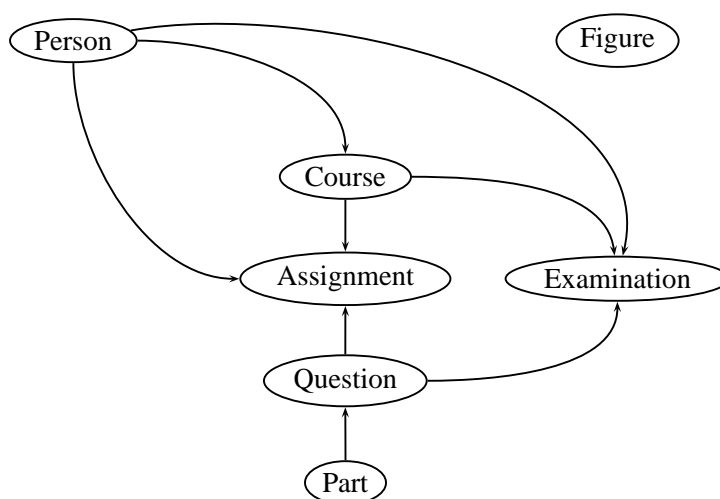 Person
Figure
Course
Assignment
Examination
Question
Part